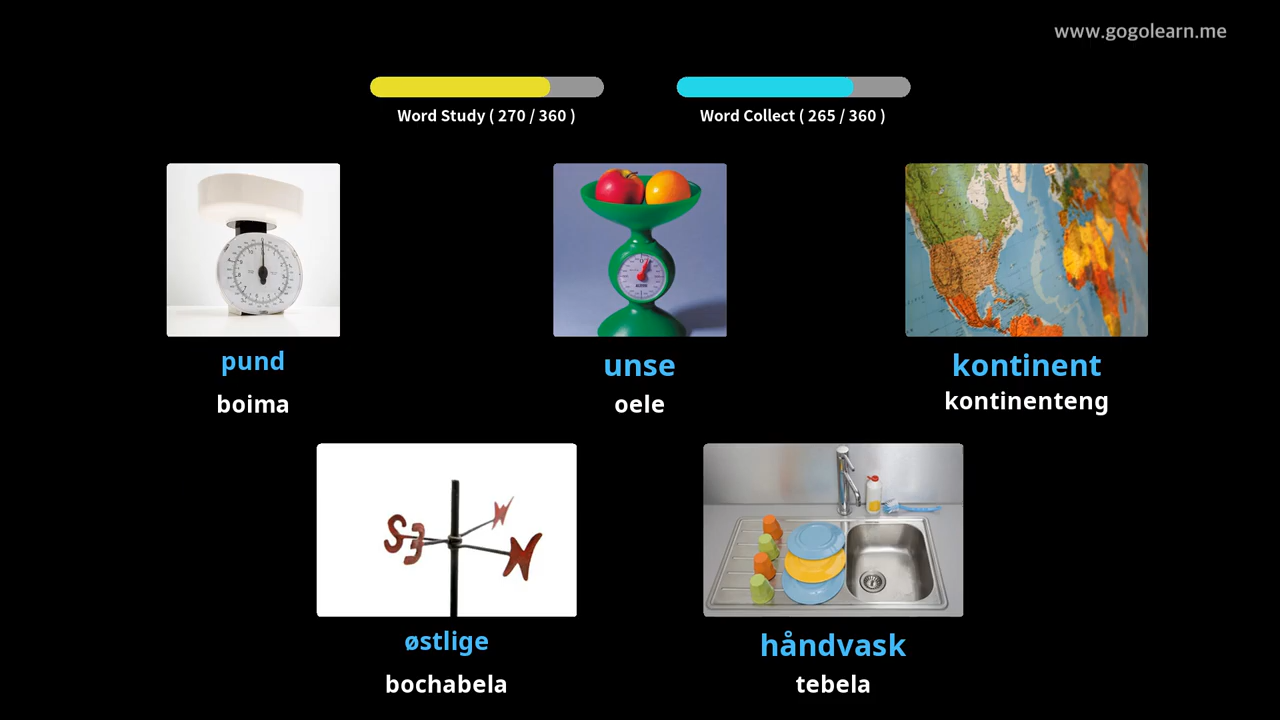 www.gogolearn.me
Word Study ( 270 / 360 )
Word Collect ( 265 / 360 )
pund
unse
kontinent
boima
oele
kontinenteng
S E N W
østlige
håndvask
bochabela
tebela